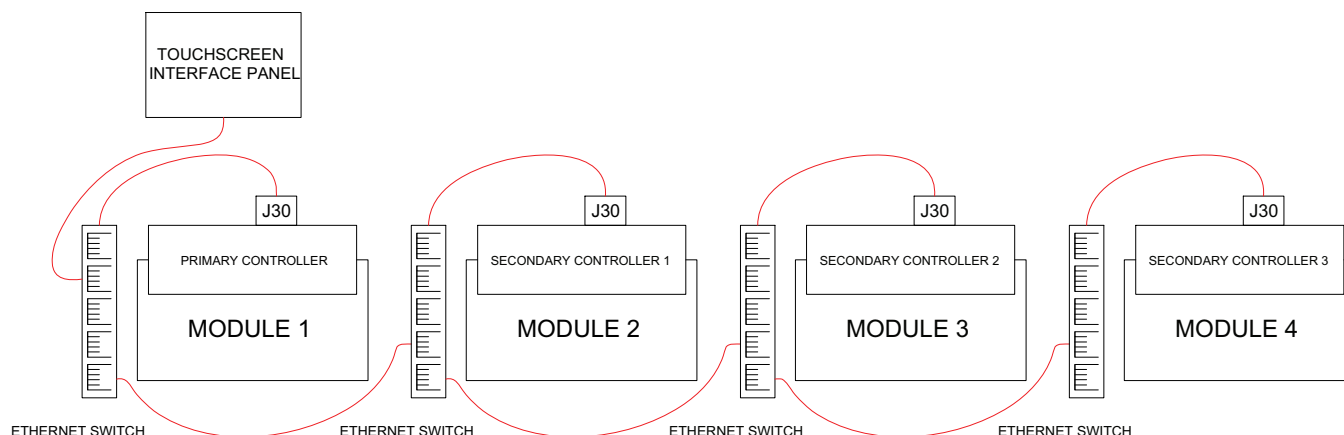 TOUCHSCREEN
INTERFACE PANEL
J30
J30
J30
J30
PRIMARY CONTROLLER
SECONDARY CONTROLLER 1
SECONDARY CONTROLLER 2
SECONDARY CONTROLLER 3
MODULE 1
MODULE 2
MODULE 3
MODULE 4
ETHERNET SWITCH
ETHERNET SWITCH
ETHERNET SWITCH
ETHERNET SWITCH